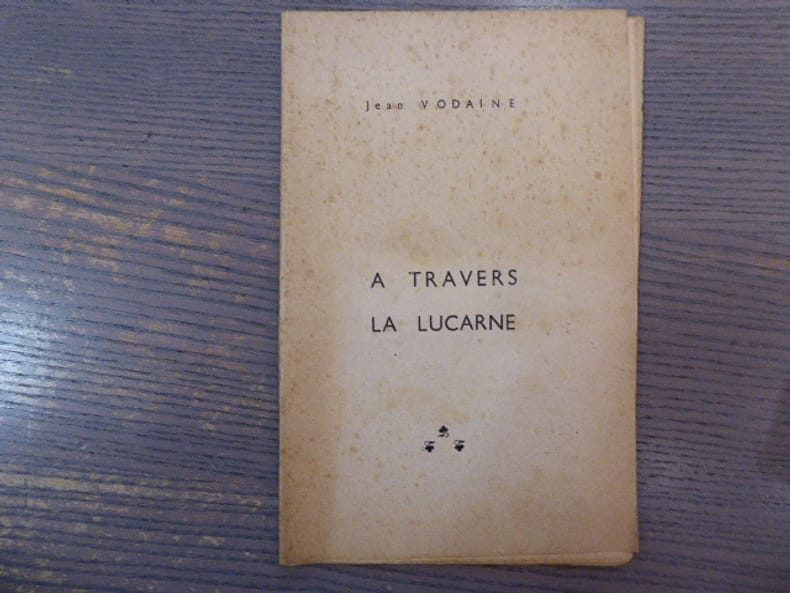 Jean VODAINE
A TRAVERS
LA LUCARNE